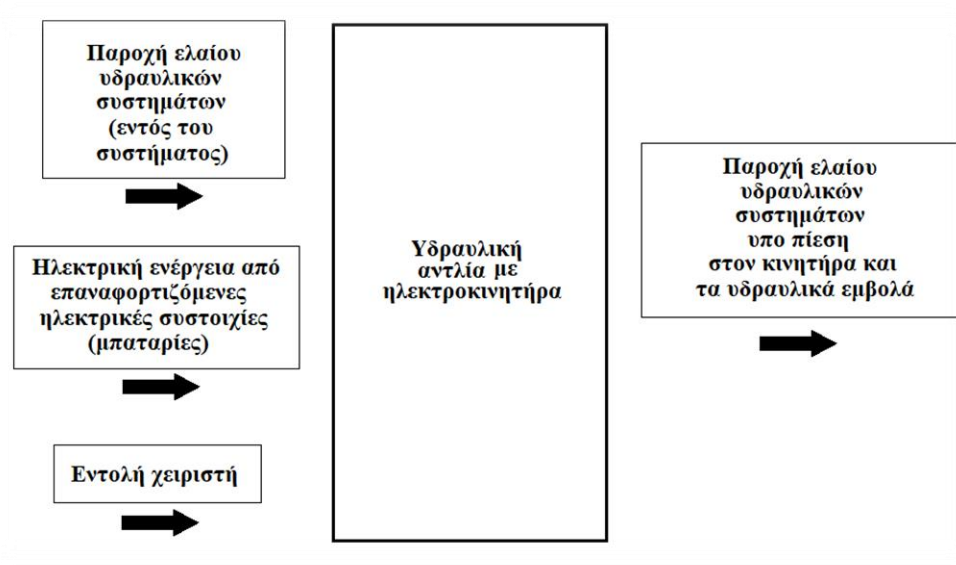 Παροχή ελαίου
υδραυλικών
συστημάτων
(εντός του
συστήματος)
Ηλεκτρική ενέργεια από
επαναφορτιζόμενες
ηλεκτρικές συστοιχίες
(μπαταρίες)
Εντολή χειριστή
Υδραυλική
αντλία με
ηλεκτροκινητήρα
Παροχή ελαίου
υδραυλικών
συστημάτων
υπο πίεση
στον κινητήρα και
τα υδραυλικά εμβολά